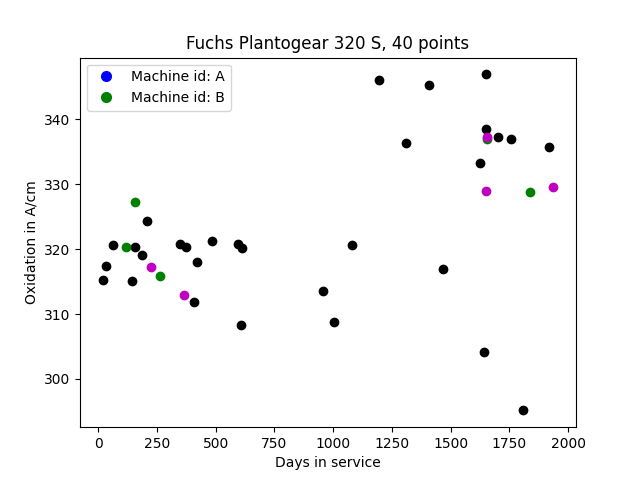 Fuchs Plantogear 320 S, 40 points
Machine id: A
Machine id: B
Oxidation in A/cm
340
330
320
310
300
0 250 500 750 1000 1250 1500 1750 2000
Days in service